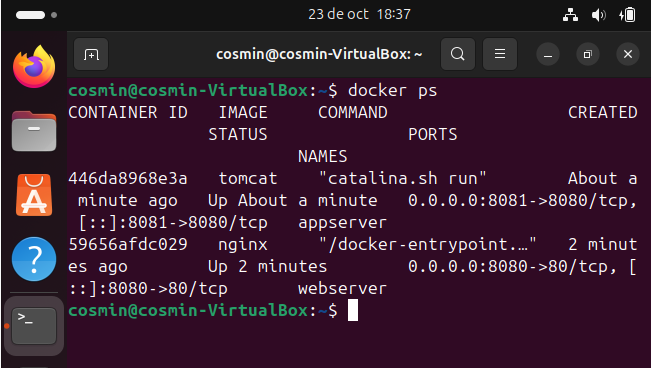 23 de oct 18:37
cosmin@cosmin-VirtualBox: ~
cosmin@cosmin-VirtualBox:~$ docker ps
CONTAINER ID   IMAGE     COMMAND                  CREATED
              STATUS              PORTS
                       NAMES
446da8968e3a   tomcat    "catalina.sh run"        About a
 minute ago   Up About a minute   0.0.0.0:8081->8080/tcp,
 [::]:8081->8080/tcp   appserver
59656afdc029   nginx     "/docker-entrypoint.…"   2 minut
es ago        Up 2 minutes        0.0.0.0:8080->80/tcp, [
::]:8080->80/tcp       webserver
cosmin@cosmin-VirtualBox:~$